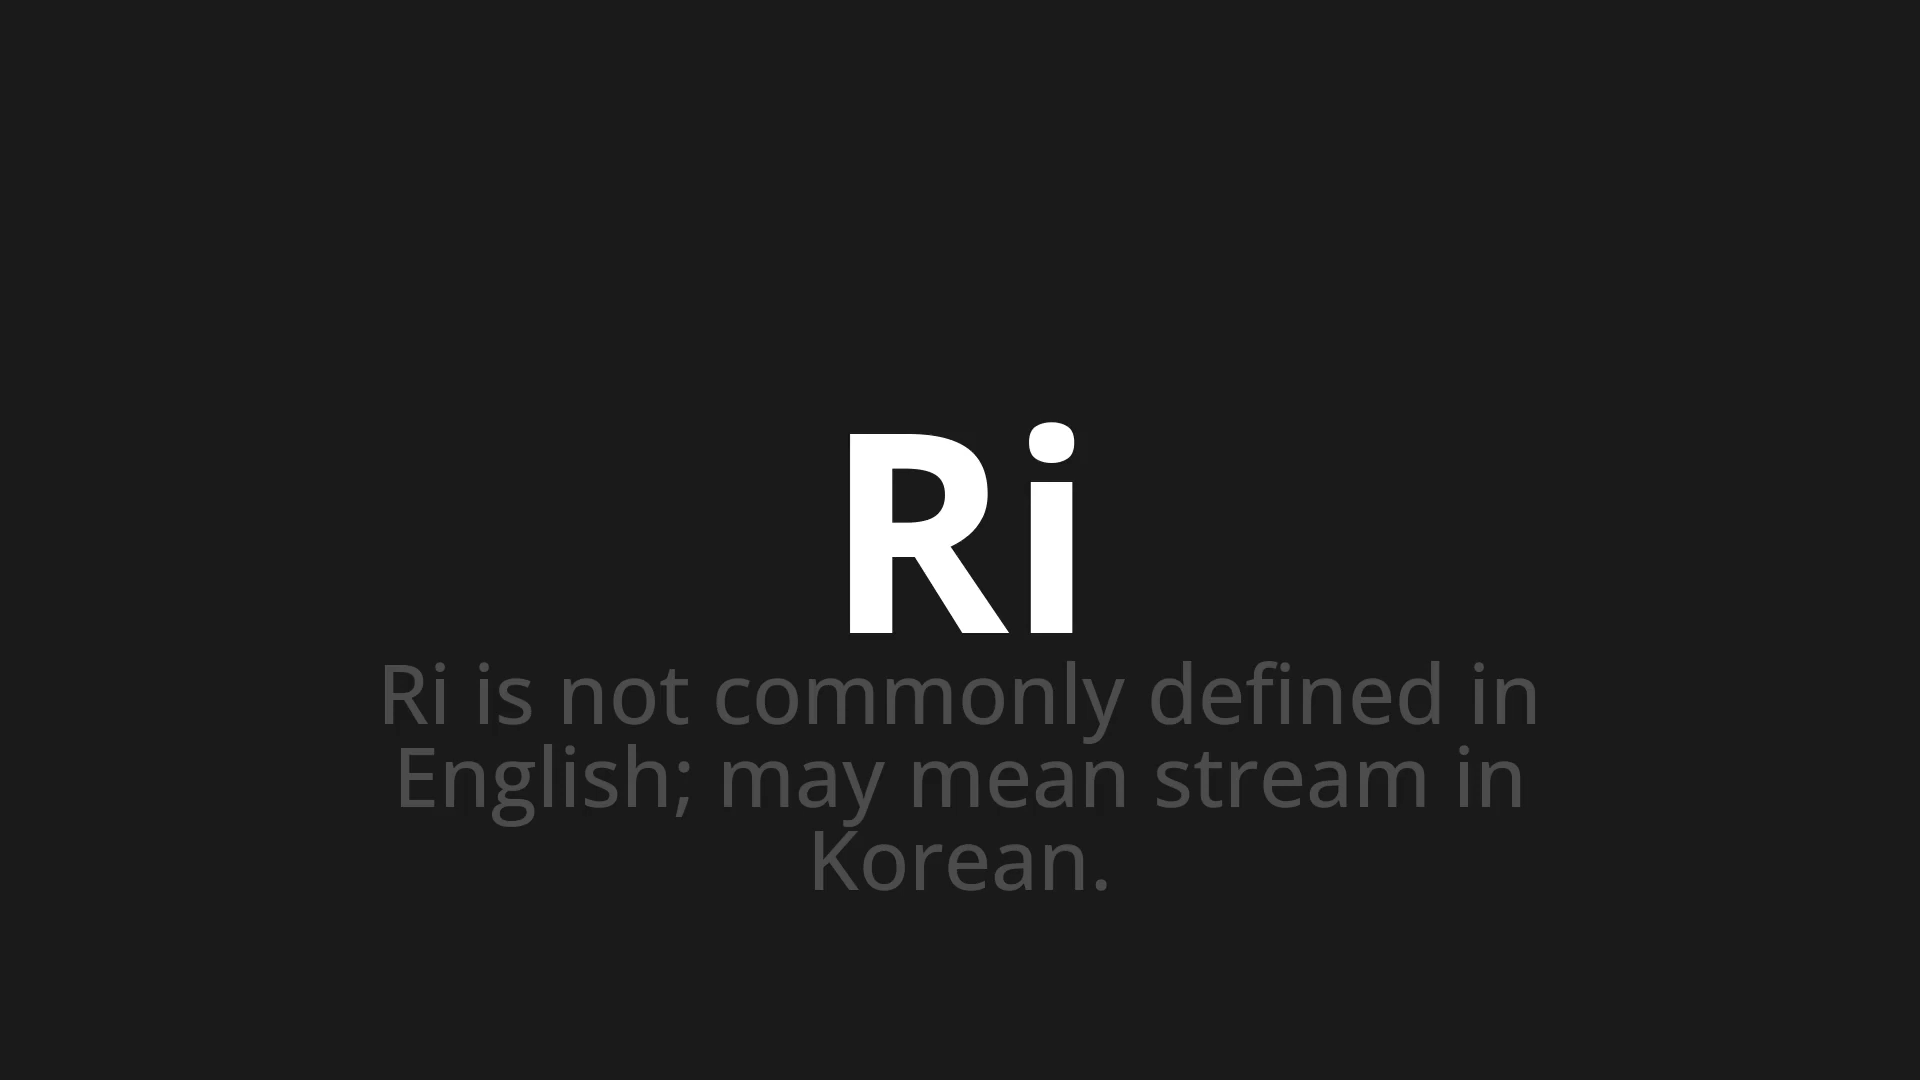 Ri
Ri is not commonly defined in
English; may mean stream in
Korean.